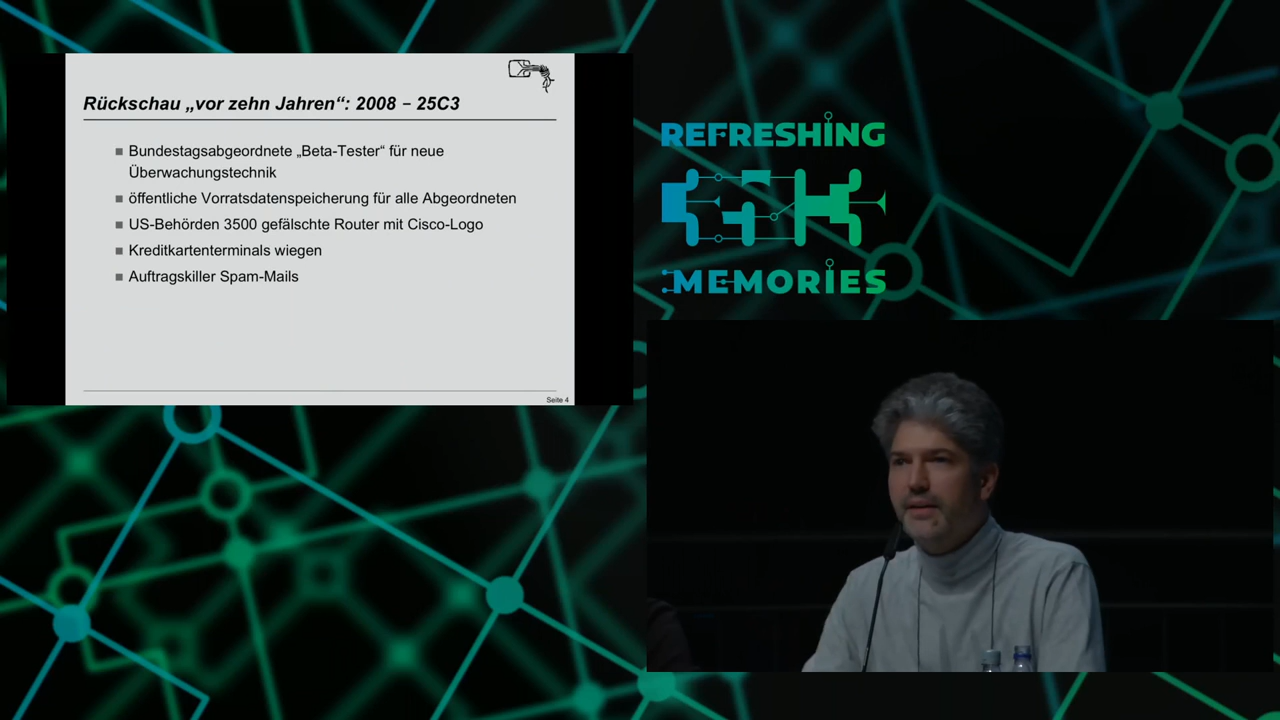 Rückschau „vor zehn Jahren“: 2008 – 25C3
Bundestagsabgeordnete „Beta-Tester“ für neue
Überwachungstechnik
öffentliche Vorratsdatenspeicherung für alle Abgeordneten
US-Behörden 3500 gefälschte Router mit Cisco-Logo
Kreditkartenterminals wiegen
Auftragskiller Spam-Mails
Seite 4
REFRESHING
MEMORIES